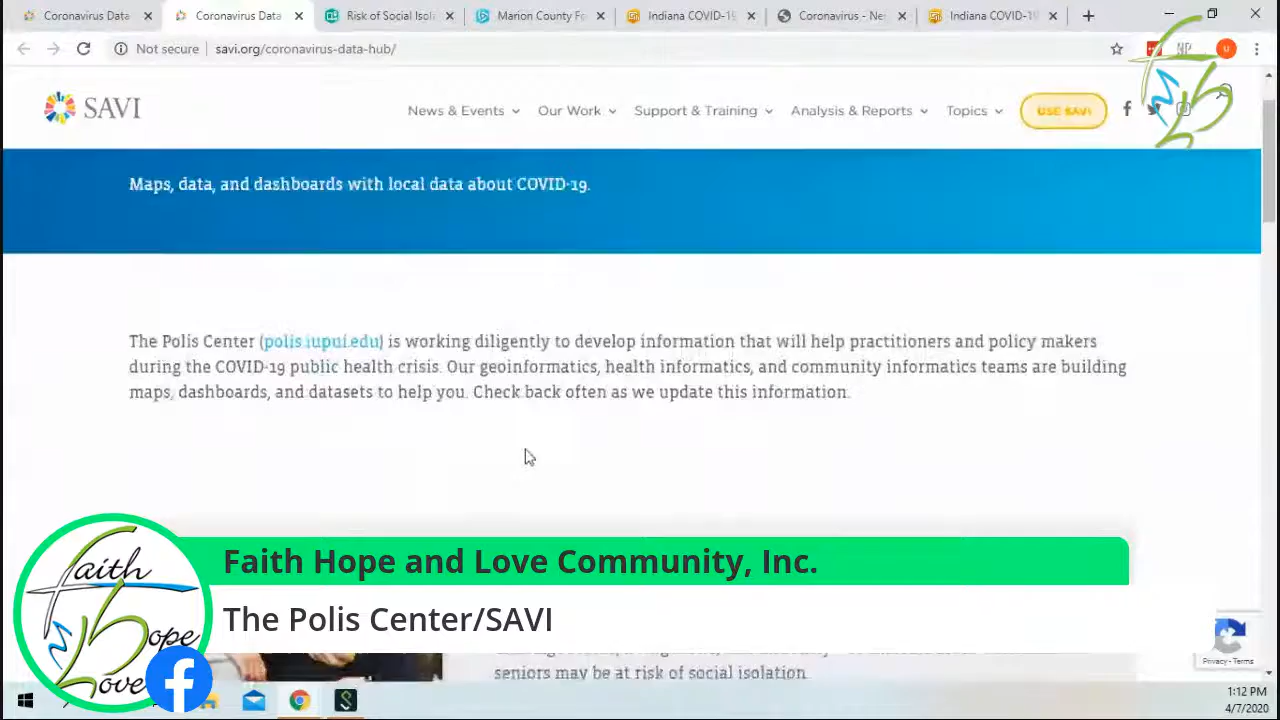 Coronavirus Data
Coronavirus Data
Risk of Social Isol
Marion County Fo
Indiana COVID-19
Coronavirus - Ne
Indiana COVID-19
Not secure | savi.org/coronavirus-data-hub/
U
SAVI
News & Events
Our Work
Support & Training
Analysis & Reports
Topics
USE SAVI
Maps, data, and dashboards with local data about COVID-19.
The Polis Center (polis.iupui.edu) is working diligently to develop information that will help practitioners and policy makers
during the COVID-19 public health crisis. Our geoinformatics, health informatics, and community informatics teams are building
maps, dashboards, and datasets to help you. Check back often as we update this information.
Faith Hope and Love Community, Inc.
The Polis Center/SAVI
faith
Hope
Love
seniors may be at risk of social isolation.
Privacy - Terms
1:12 PM
4/7/2020